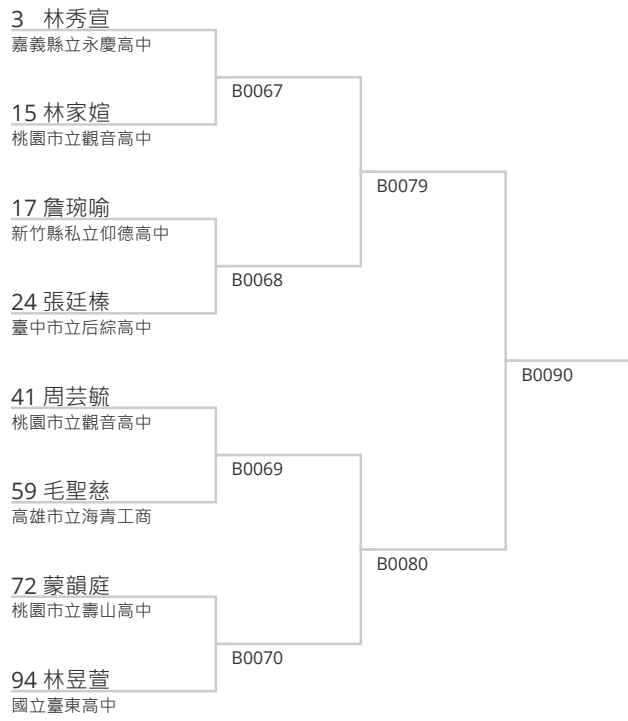 3 林秀宣
嘉義縣立永慶高中
B0067
15 林家媗
桃園市立觀音高中
B0079
17 詹琬喻
新竹縣私立仰德高中
B0068
24 張廷榛
臺中市立后綜高中
B0090
41 周芸毓
桃園市立觀音高中
B0069
59 毛聖慈
高雄市立海青工商
B0080
72 蒙韻庭
桃園市立壽山高中
B0070
94 林昱萱
國立臺東高中